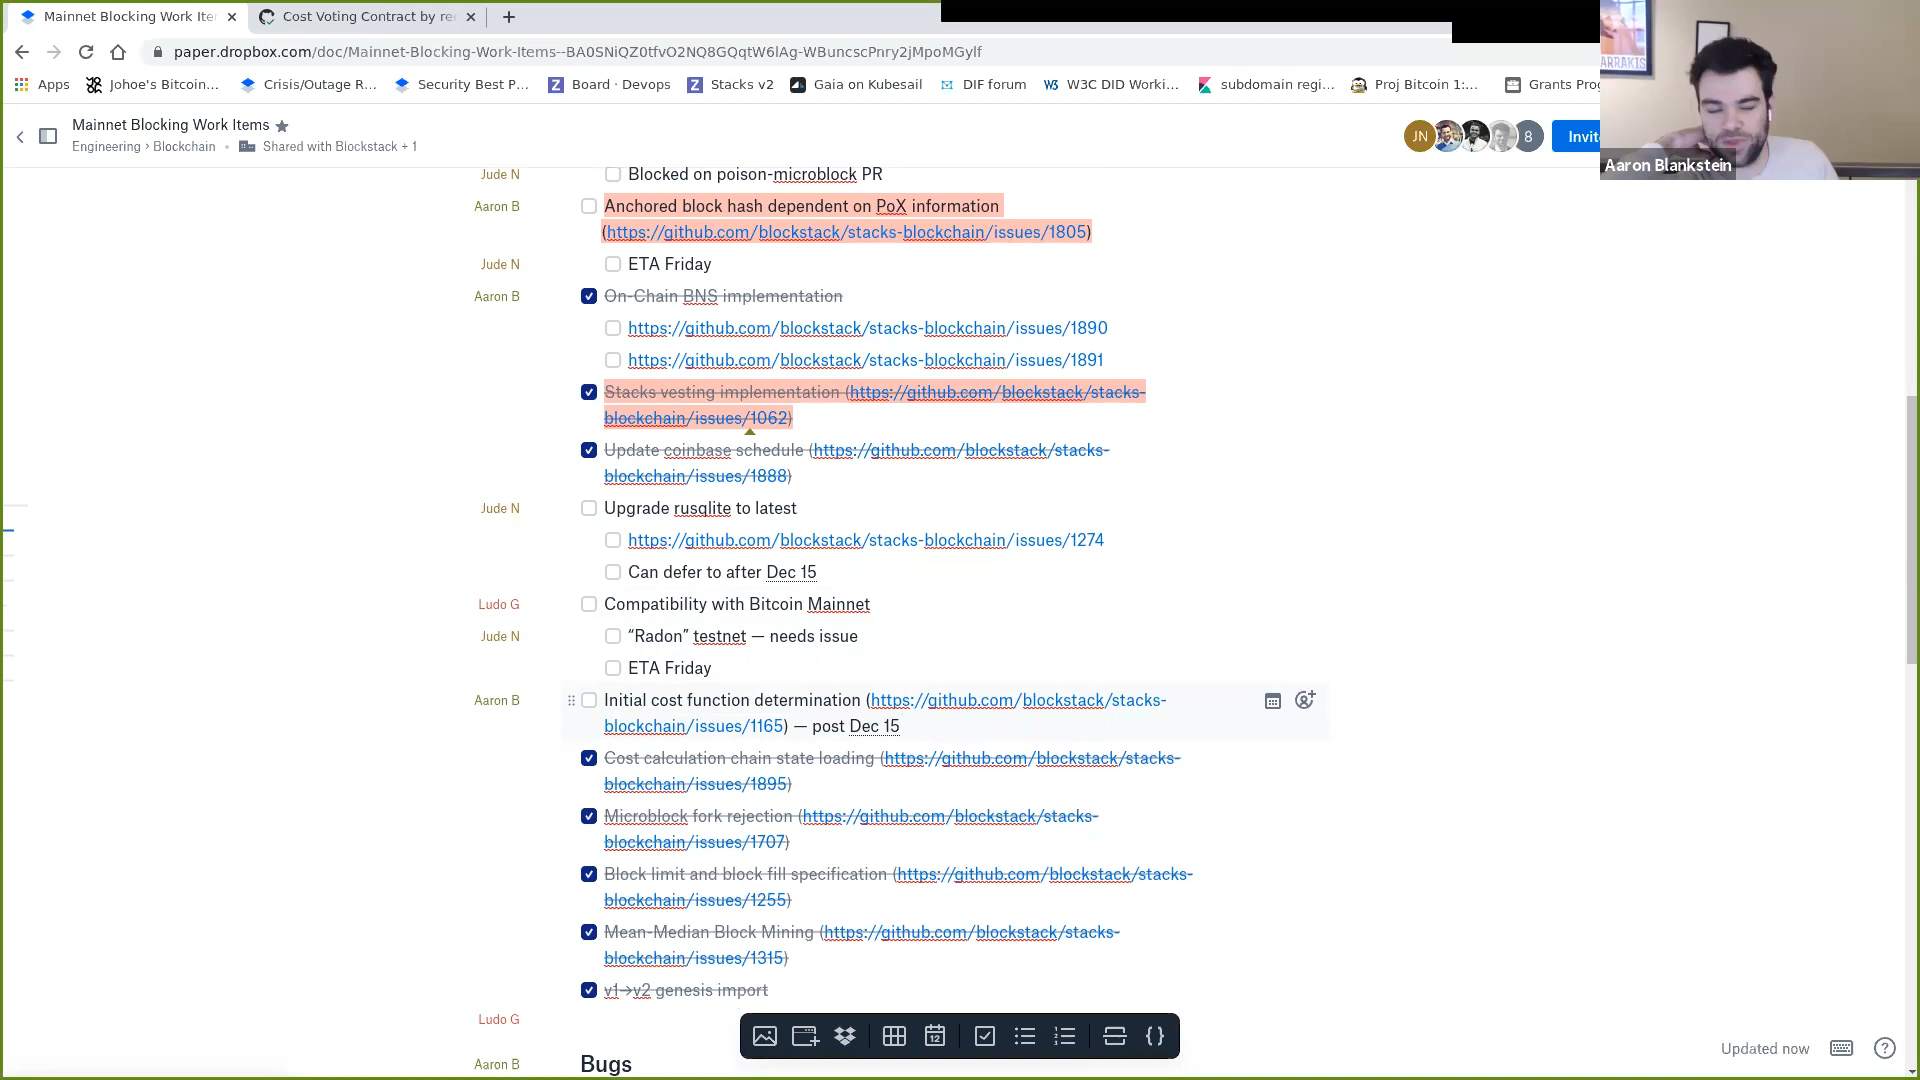 Mainnet Blocking Work Iter
Cost Voting Contract by re
paper.dropbox.com/doc/Mainnet-Blocking-Work-Items--BA0SNiQZ0tfvO2NQ8GQqtW6lAg-WBuncscPnry2jMpoMGylf
Apps
Johoe's Bitcoin...
Crisis/Outage R...
Security Best P...
Board · Devops
Stacks v2
Gaia on Kubesail
DIF forum
W3C DID Worki...
subdomain regi...
Proj Bitcoin 1:...
Grants Pro
ARRAKIS
Mainnet Blocking Work Items
Engineering › Blockchain • Shared with Blockstack + 1
JN
8
Invite
Aaron Blankstein
Jude N Blocked on poison-microblock PR
Aaron B Anchored block hash dependent on PoX information
(https://github.com/blockstack/stacks-blockchain/issues/1805)
Jude N ETA Friday
Aaron B On-Chain BNS implementation
https://github.com/blockstack/stacks-blockchain/issues/1890
https://github.com/blockstack/stacks-blockchain/issues/1891
Stacks vesting implementation (https://github.com/blockstack/stacks-
blockchain/issues/1062)
Update coinbase schedule (https://github.com/blockstack/stacks-
blockchain/issues/1888)
Jude N Upgrade rusqlite to latest
https://github.com/blockstack/stacks-blockchain/issues/1274
Can defer to after Dec 15
Ludo G Compatibility with Bitcoin Mainnet
Jude N “Radon” testnet — needs issue
ETA Friday
Aaron B Initial cost function determination (https://github.com/blockstack/stacks-
blockchain/issues/1165) — post Dec 15
Cost calculation chain state loading (https://github.com/blockstack/stacks-
blockchain/issues/1895)
Microblock fork rejection (https://github.com/blockstack/stacks-
blockchain/issues/1707)
Block limit and block fill specification (https://github.com/blockstack/stacks-
blockchain/issues/1255)
Mean-Median Block Mining (https://github.com/blockstack/stacks-
blockchain/issues/1315)
v1→v2 genesis import
Ludo G
Aaron B Bugs
12
Updated now